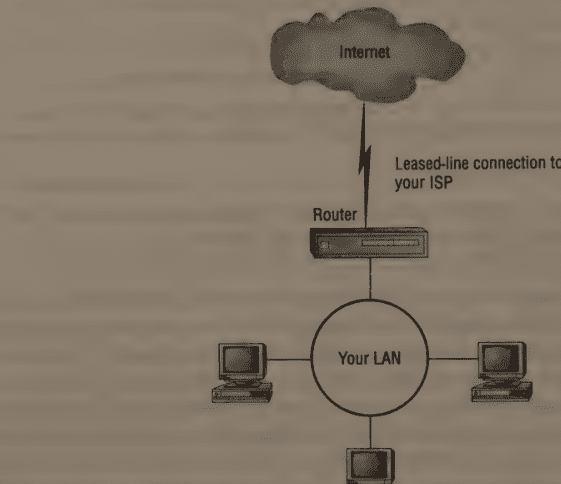 Internet
Leased-line connection to
your ISP
Router
Your LAN